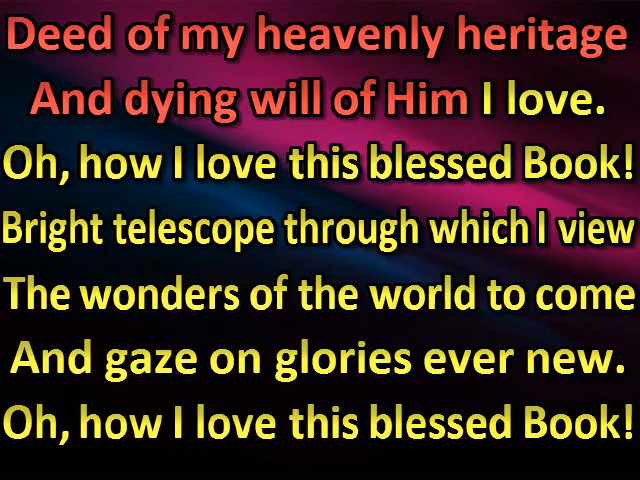 Deed of my heavenly heritage
And dying will of Him I love.
Oh, how I love this blessed Book!
Bright telescope through which I view
The wonders of the world to come
And gaze on glories ever new.
Oh, how I love this blessed Book!